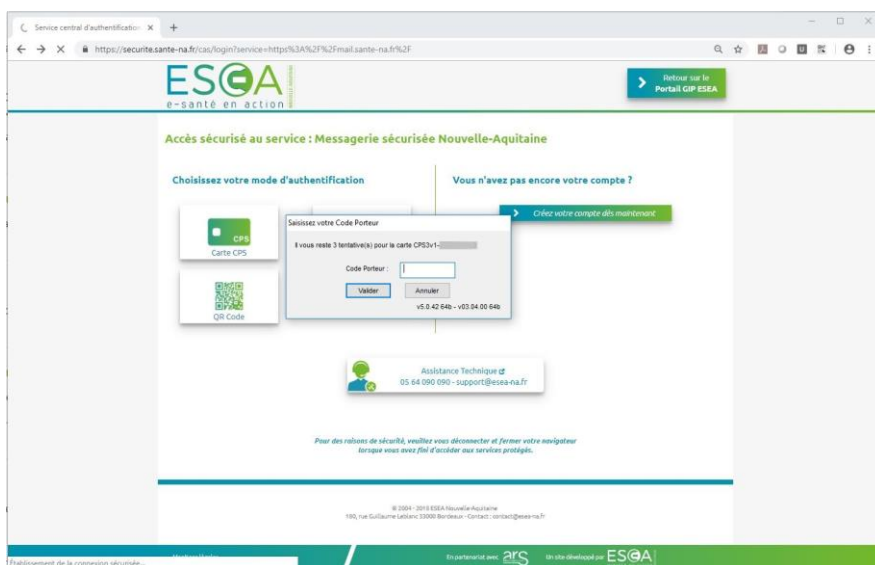 Service central d'authentification
https://securite.sante-na.fr/cas/login?service=https%3A%2F%2Fmail.sante-na.fr%2F
ESEA
NOUVELLE-AQUITAINE
e-santé en action
Retour sur le
Portail GIP ESEA
Accès sécurisé au service : Messagerie sécurisée Nouvelle-Aquitaine
Choisissez votre mode d'authentification
Vous n'avez pas encore votre compte ?
Créez votre compte dès maintenant
CPS
Carte CPS
QR Code
Saisissez votre Code Porteur
Il vous reste 3 tentative(s) pour la carte CPS3v1-
Code Porteur :
Valider
Annuler
v5.0.42 64b - v03.04.00 64b
Assistance Technique
05 64 090 090 - support@esea-na.fr
Pour des raisons de sécurité, veuillez vous déconnecter et fermer votre navigateur
lorsque vous avez fini d'accéder aux services protégés.
© 2004 - 2018 ESEA Nouvelle-Aquitaine
180, rue Guillaume Leblanc 33000 Bordeaux - Contact : contact@esea-na.fr
Mentions légales
En partenariat avec
ars
Un site développé par
ESEA
Établissement de la connexion sécurisée...